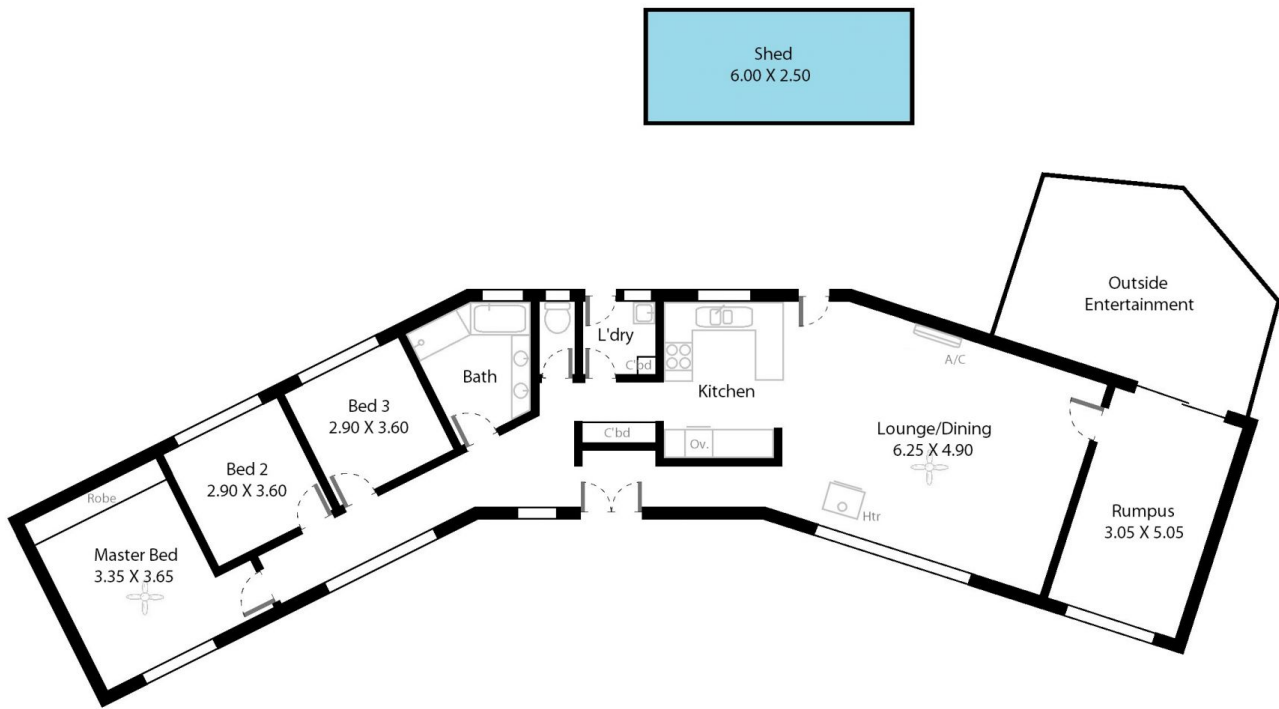 Shed
6.00 X 2.50
Outside
Entertainment
L'dry
C'bd
A/C
Bath
Kitchen
Bed 3
2.90 X 3.60
C'bd
Ov.
Lounge/Dining
6.25 X 4.90
Bed 2
2.90 X 3.60
Robe
Htr
Rumpus
3.05 X 5.05
Master Bed
3.35 X 3.65